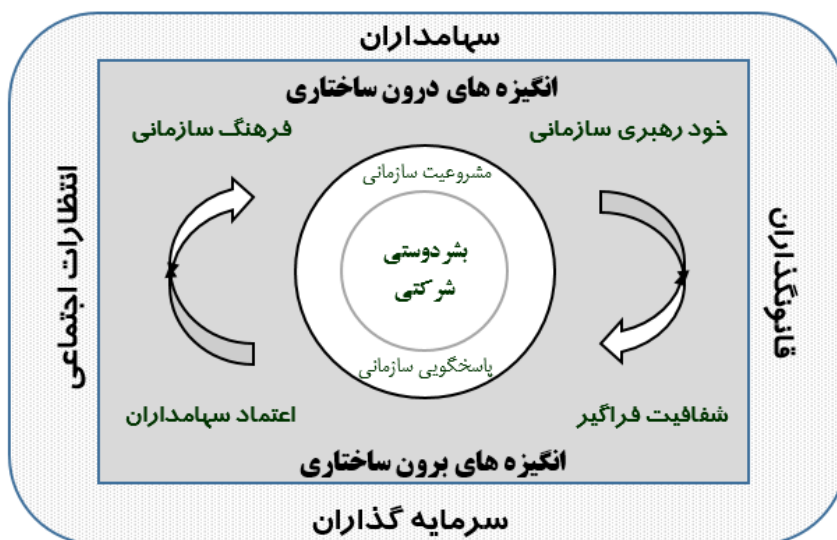 سهامداران
انگیزه های درون ساختاری
خود رهبری سازمانی
فرهنگ سازمانی
مشروعیت سازمانی
بشردوستی
شرکتی
پاسخگویی سازمانی
قانونگذاران
انتظارات اجتماعی
شفافیت فراگیر
اعتماد سهامداران
انگیزه های برون ساختاری
سرمایه گذاران